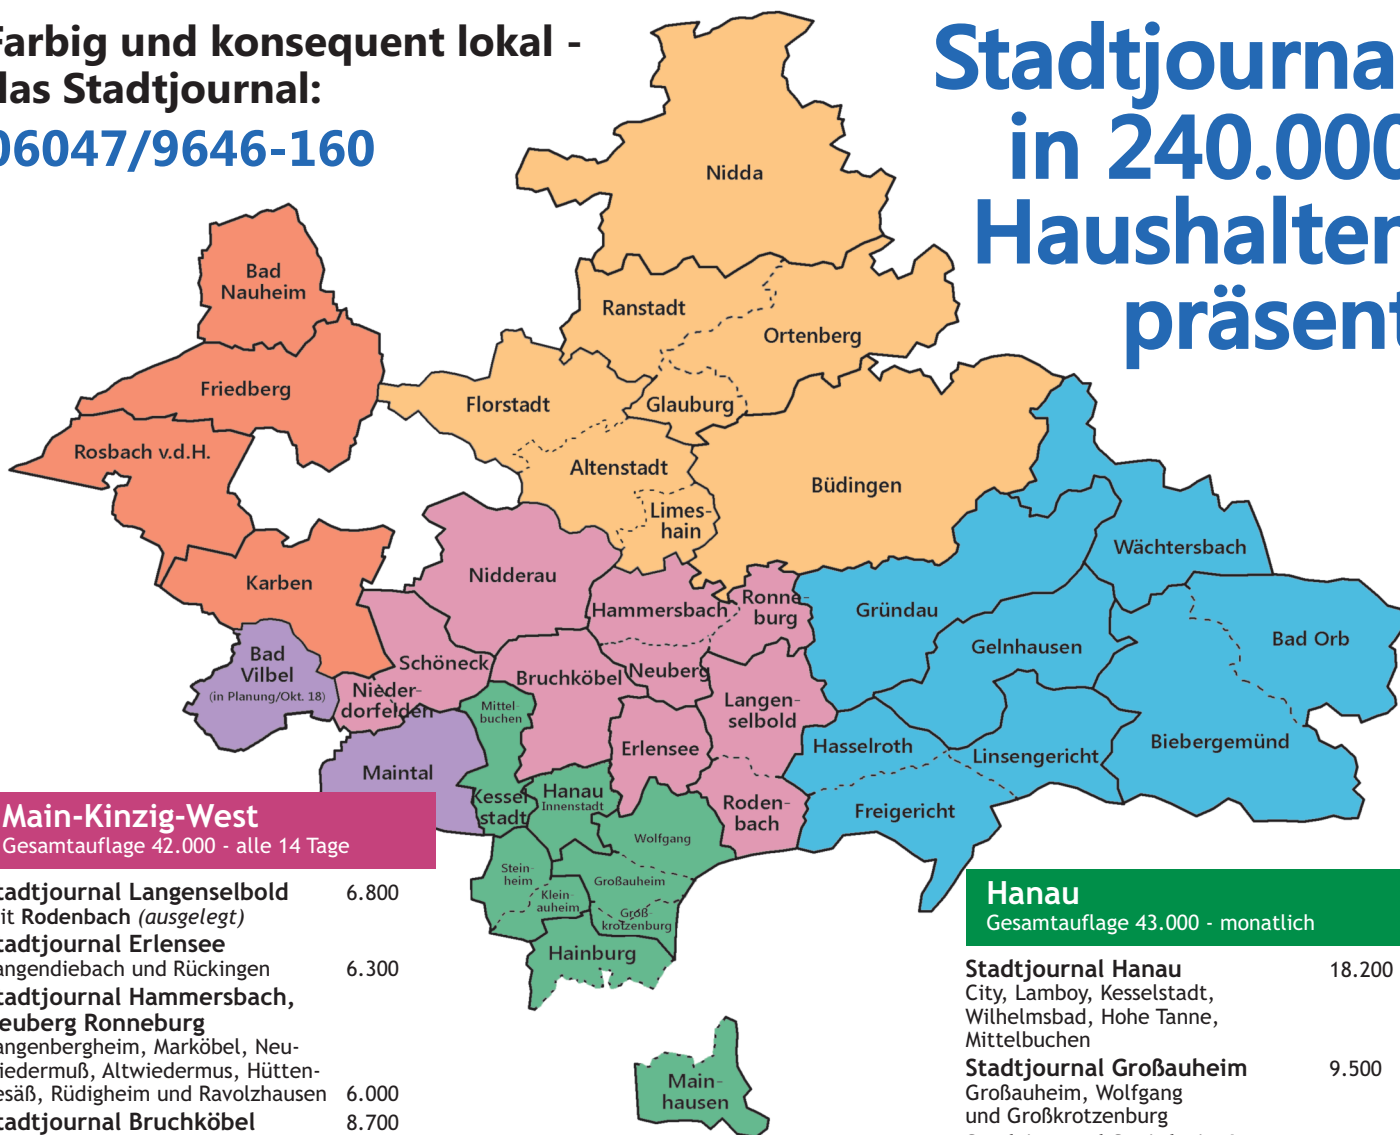 Farbig und konsequent lokal -
das Stadtjournal:
06047/9646-160
Stadtjournal
in 240.000
Haushalten
präsent
Nidda
Bad
Nauheim
Ranstadt
Ortenberg
Friedberg
Florstadt
Glauburg
Rosbach v.d.H.
Altenstadt
Büdingen
Limes-
hain
Wächtersbach
Karben
Nidderau
Hammersbach
Ronne-
burg
Gründau
Bad Orb
Gelnhausen
Bad
Vilbel
(in Planung/Okt. 18)
Schöneck
Bruchköbel
Neuberg
Nieder-
dorfelden
Mittel-
buchen
Langen-
selbold
Erlensee
Hasselroth
Linsengericht
Biebergemünd
Maintal
Kessel-
stadt
Hanau
Innenstadt
Roden-
bach
Freigericht
Wolfgang
Stein-
heim
Großauheim
Klein-
auheim
Groß-
krotzenburg
Hainburg
Main-
hausen
Main-Kinzig-West
Gesamtauflage 42.000 - alle 14 Tage
tadtjournal Langenselbold 6.800
it Rodenbach (ausgelegt)
tadtjournal Erlensee
angendiebach und Rückingen 6.300
tadtjournal Hammersbach,
euberg Ronneburg
angenbergheim, Marköbel, Neu-
iedermuß, Altwiedermus, Hütten-
esäß, Rüdigheim und Ravolzhausen 6.000
tadtjournal Bruchköbel 8.700
Hanau
Gesamtauflage 43.000 - monatlich
Stadtjournal Hanau 18.200
City, Lamboy, Kesselstadt,
Wilhelmsbad, Hohe Tanne,
Mittelbuchen
Stadtjournal Großauheim 9.500
Großauheim, Wolfgang
und Großkrotzenburg